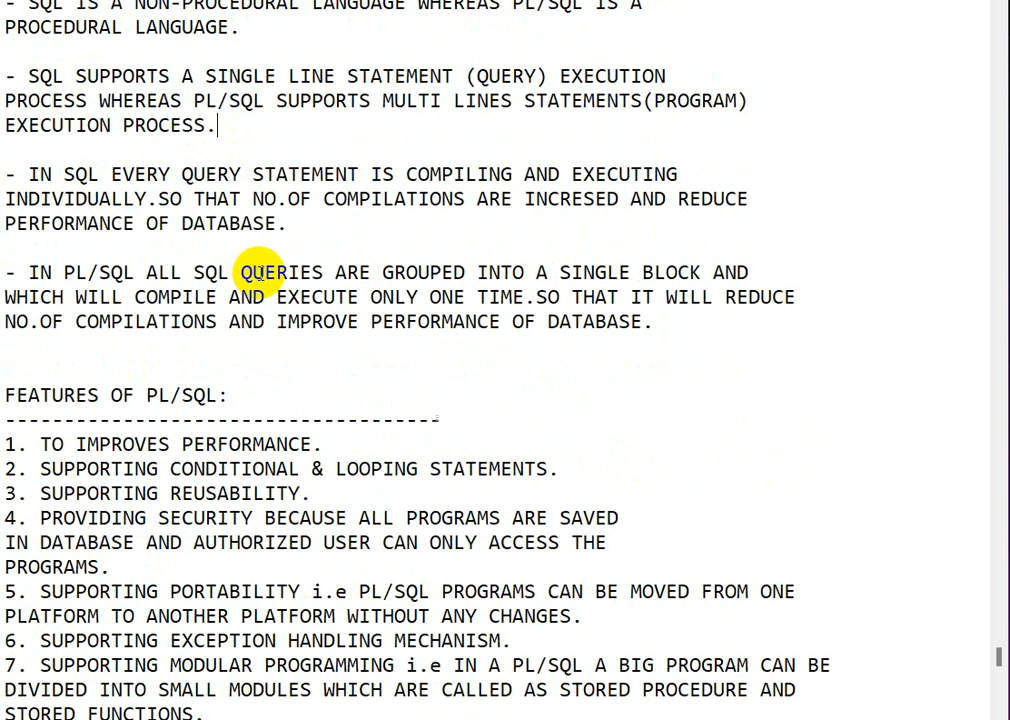 - SQL IS A NON-PROCEDURAL LANGUAGE WHEREAS PL/SQL IS A
PROCEDURAL LANGUAGE.
- SQL SUPPORTS A SINGLE LINE STATEMENT (QUERY) EXECUTION
PROCESS WHEREAS PL/SQL SUPPORTS MULTI LINES STATEMENTS(PROGRAM)
EXECUTION PROCESS.
- IN SQL EVERY QUERY STATEMENT IS COMPILING AND EXECUTING
INDIVIDUALLY.SO THAT NO.OF COMPILATIONS ARE INCRESED AND REDUCE
PERFORMANCE OF DATABASE.
- IN PL/SQL ALL SQL QUERIES ARE GROUPED INTO A SINGLE BLOCK AND
WHICH WILL COMPILE AND EXECUTE ONLY ONE TIME.SO THAT IT WILL REDUCE
NO.OF COMPILATIONS AND IMPROVE PERFORMANCE OF DATABASE.
FEATURES OF PL/SQL:
-------------------------------------
1. TO IMPROVES PERFORMANCE.
2. SUPPORTING CONDITIONAL & LOOPING STATEMENTS.
3. SUPPORTING REUSABILITY.
4. PROVIDING SECURITY BECAUSE ALL PROGRAMS ARE SAVED
IN DATABASE AND AUTHORIZED USER CAN ONLY ACCESS THE
PROGRAMS.
5. SUPPORTING PORTABILITY i.e PL/SQL PROGRAMS CAN BE MOVED FROM ONE
PLATFORM TO ANOTHER PLATFORM WITHOUT ANY CHANGES.
6. SUPPORTING EXCEPTION HANDLING MECHANISM.
7. SUPPORTING MODULAR PROGRAMMING i.e IN A PL/SQL A BIG PROGRAM CAN BE
DIVIDED INTO SMALL MODULES WHICH ARE CALLED AS STORED PROCEDURE AND
STORED FUNCTIONS.